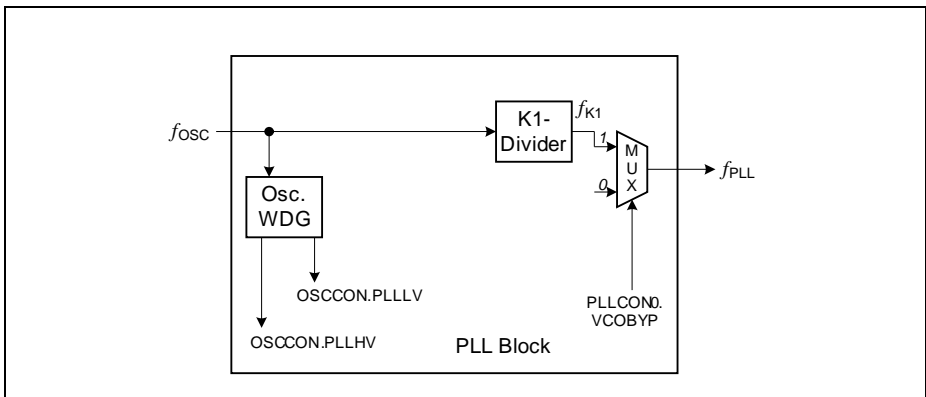 fOSC
K1-
Divider
fK1
1
0
M
U
X
fPLL
Osc.
WDG
OSCCON.PLLLV
OSCCON.PLLHV
PLLCON0.
VCOBYP
PLL Block